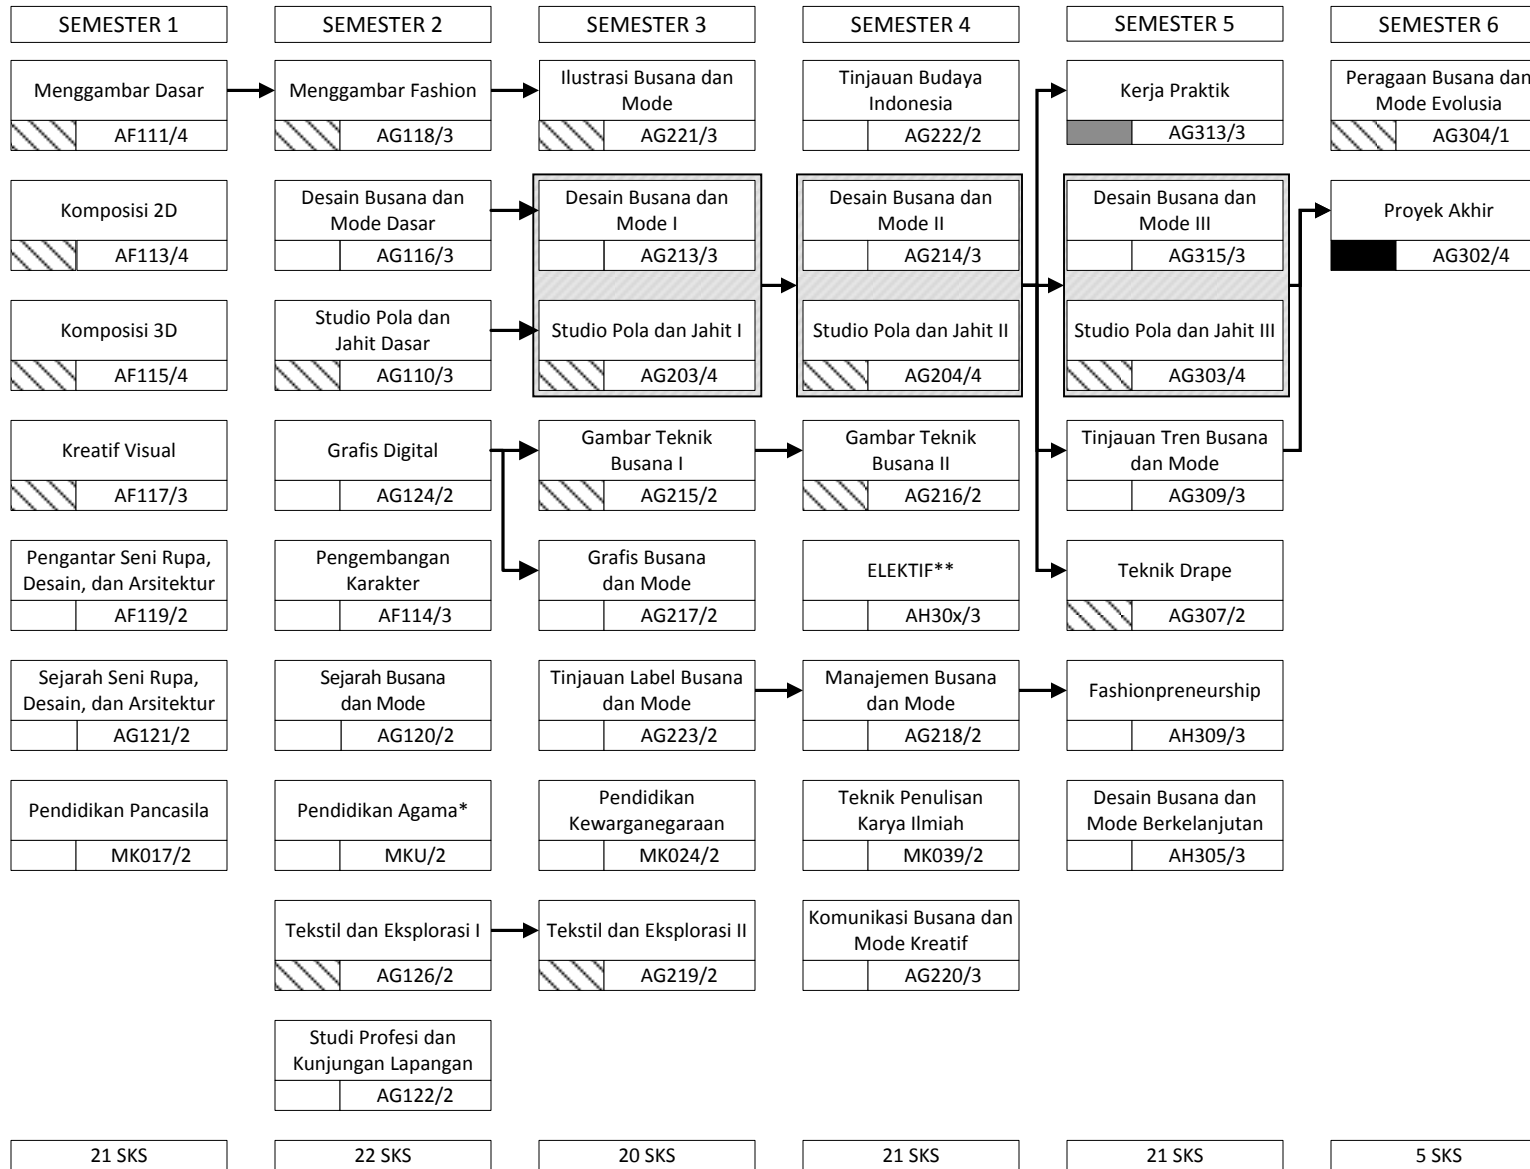 SEMESTER 1
SEMESTER 2
SEMESTER 3
SEMESTER 4
SEMESTER 5
SEMESTER 6
Menggambar Dasar
AF111/4
Menggambar Fashion
AG118/3
Ilustrasi Busana dan
Mode
AG221/3
Tinjauan Budaya
Indonesia
AG222/2
Kerja Praktik
AG313/3
Peragaan Busana dan
Mode Evolusia
AG304/1
Komposisi 2D
AF113/4
Desain Busana dan
Mode Dasar
AG116/3
Desain Busana dan
Mode I
AG213/3
Desain Busana dan
Mode II
AG214/3
Desain Busana dan
Mode III
AG315/3
Proyek Akhir
AG302/4
Komposisi 3D
AF115/4
Studio Pola dan
Jahit Dasar
AG110/3
Studio Pola dan Jahit I
AG203/4
Studio Pola dan Jahit II
AG204/4
Studio Pola dan Jahit III
AG303/4
Kreatif Visual
AF117/3
Grafis Digital
AG124/2
Gambar Teknik
Busana I
AG215/2
Gambar Teknik
Busana II
AG216/2
Tinjauan Tren Busana
dan Mode
AG309/3
Pengantar Seni Rupa,
Desain, dan Arsitektur
AF119/2
Pengembangan
Karakter
AF114/3
Grafis Busana
dan Mode
AG217/2
ELEKTIF**
AH30x/3
Teknik Drape
AG307/2
Sejarah Seni Rupa,
Desain, dan Arsitektur
AG121/2
Sejarah Busana
dan Mode
AG120/2
Tinjauan Label Busana
dan Mode
AG223/2
Manajemen Busana
dan Mode
AG218/2
Fashionpreneurship
AH309/3
Pendidikan Pancasila
MK017/2
Pendidikan Agama*
MKU/2
Pendidikan
Kewarganegaraan
MK024/2
Teknik Penulisan
Karya Ilmiah
MK039/2
Desain Busana dan
Mode Berkelanjutan
AH305/3
Tekstil dan Eksplorasi I
AG126/2
Tekstil dan Eksplorasi II
AG219/2
Komunikasi Busana dan
Mode Kreatif
AG220/3
Studi Profesi dan
Kunjungan Lapangan
AG122/2
21 SKS
22 SKS
20 SKS
21 SKS
21 SKS
5 SKS